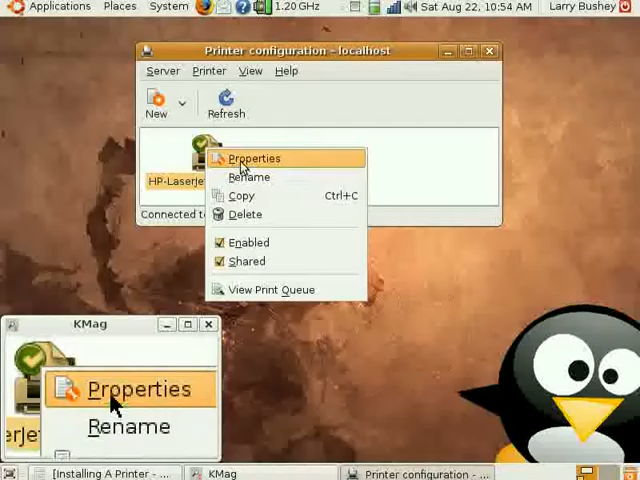 Applications Places System 1.20 GHz Sat Aug 22, 10:54 AM Larry Bushey
Printer configuration - localhost
Server Printer View Help
New Refresh
HP-LaserJet
Properties
Rename
Copy Ctrl+C
Delete
Enabled
Shared
View Print Queue
Connected to
KMag
Properties
Rename
erJet
[Installing A Printer - ... KMag Printer configuration - ...